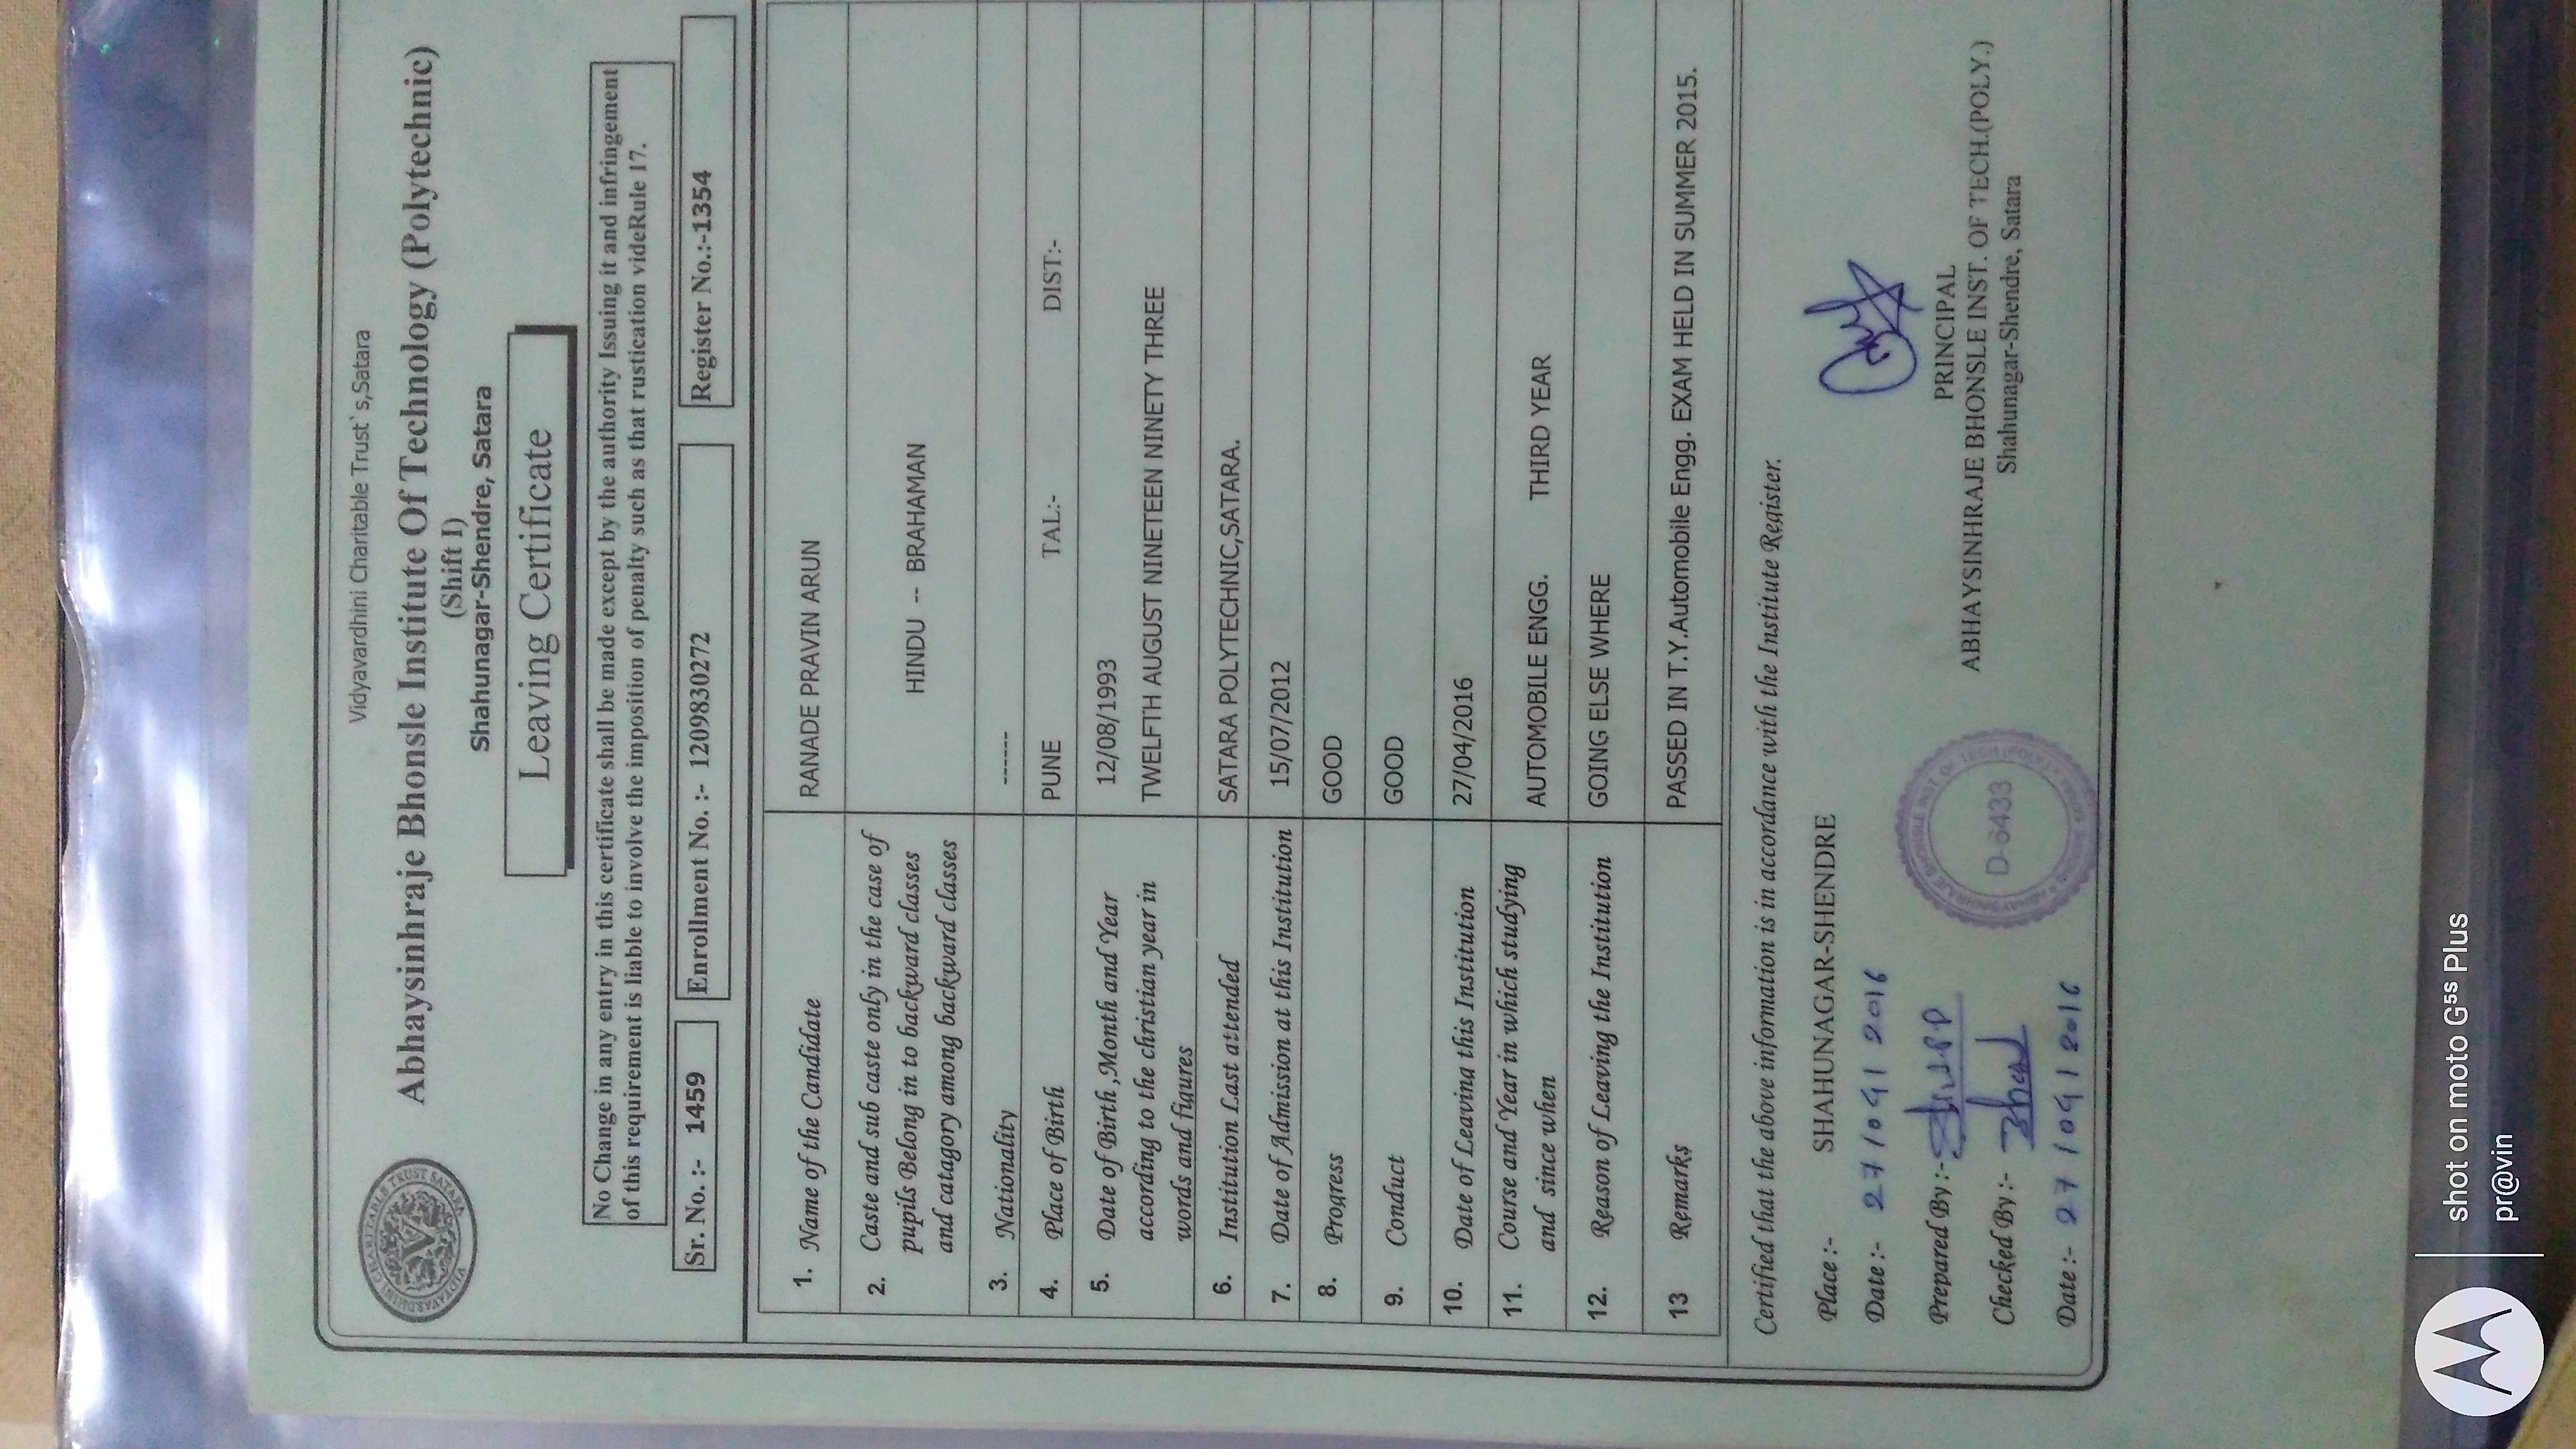 Vidyavardhini Charitable Trust`s,Satara
VIDYAVARDHINI CHARITABLE TRUST SATARA
V
Abhaysinhraje Bhonsle Institute Of Technology (Polytechnic)
(Shift I)
Shahunagar-Shendre, Satara
Leaving Certificate
No Change in any entry in this certificate shall be made except by the authority Issuing it and infringement
of this requirement is liable to involve the imposition of penalty such as that rustication videRule 17.
Sr. No. :- 1459 Enrollment No. :- 1209830272 Register No.:-1354
1. Name of the Candidate RANADE PRAVIN ARUN
2. Caste and sub caste only in the case of
pupils Belong in to backward classes HINDU -- BRAHAMAN
and catagory among backward classes
3. Nationality ------
4. Place of Birth PUNE TAL:- DIST:-
5. Date of Birth ,Month and Year 12/08/1993
according to the christian year in TWELFTH AUGUST NINETEEN NINETY THREE
words and figures
6. Institution Last attended SATARA POLYTECHNIC,SATARA.
7. Date of Admission at this Institution 15/07/2012
8. Progress GOOD
9. Conduct GOOD
10. Date of Leaving this Institution 27/04/2016
11. Course and Year in which studying
and since when AUTOMOBILE ENGG. THIRD YEAR
12. Reason of Leaving the Institution GOING ELSE WHERE
13 Remarks PASSED IN T.Y.Automobile Engg. EXAM HELD IN SUMMER 2015.
Certified that the above information is in accordance with the Institute Register.
Place :- SHAHUNAGAR-SHENDRE
Date :- 27/04/2016
Prepared By :-
Checked By :-
Date :- 27/04/2016
D-6433
PRINCIPAL
ABHAYSINHRAJE BHONSLE INST. OF TECH.(POLY.)
Shahunagar-Shendre, Satara
shot on moto G⁵ˢ Plus
pr@vin